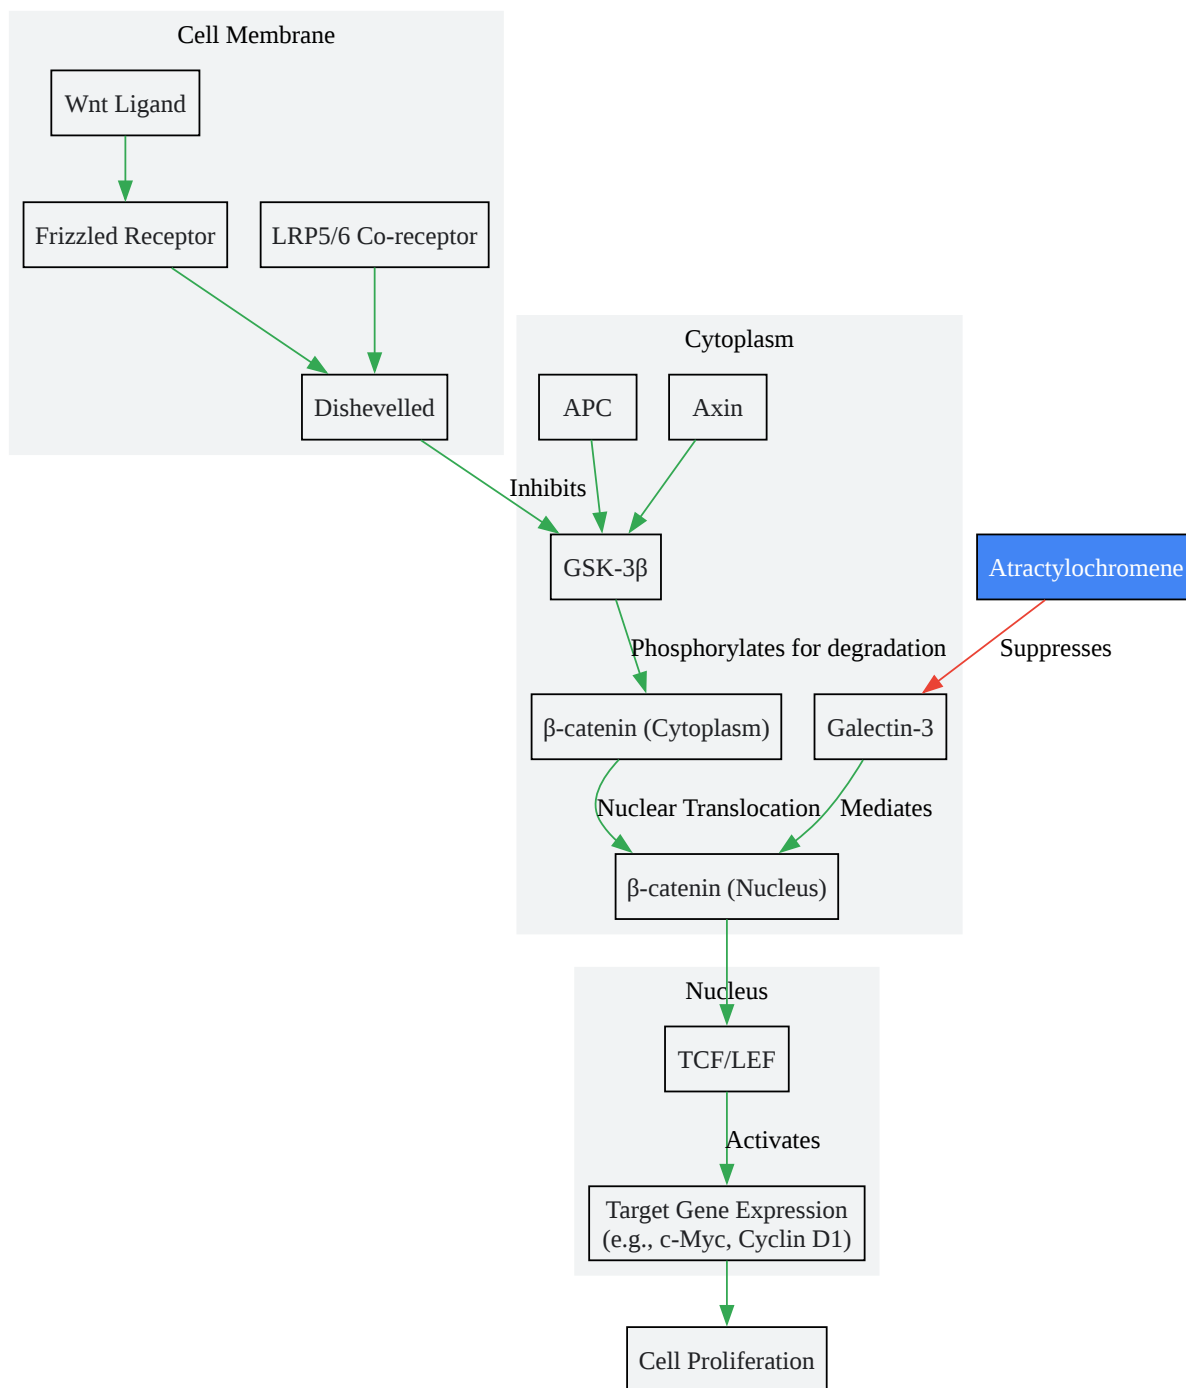 Cell Membrane
Wnt Ligand
Frizzled Receptor
LRP5/6 Co-receptor
Dishevelled
Cytoplasm
APC
Axin
Inhibits
GSK-3β
Atractylochromene
Phosphorylates for degradation
Suppresses
β-catenin (Cytoplasm)
Galectin-3
Nuclear Translocation
Mediates
β-catenin (Nucleus)
Nucleus
TCF/LEF
Activates
Target Gene Expression
(e.g., c-Myc, Cyclin D1)
Cell Proliferation